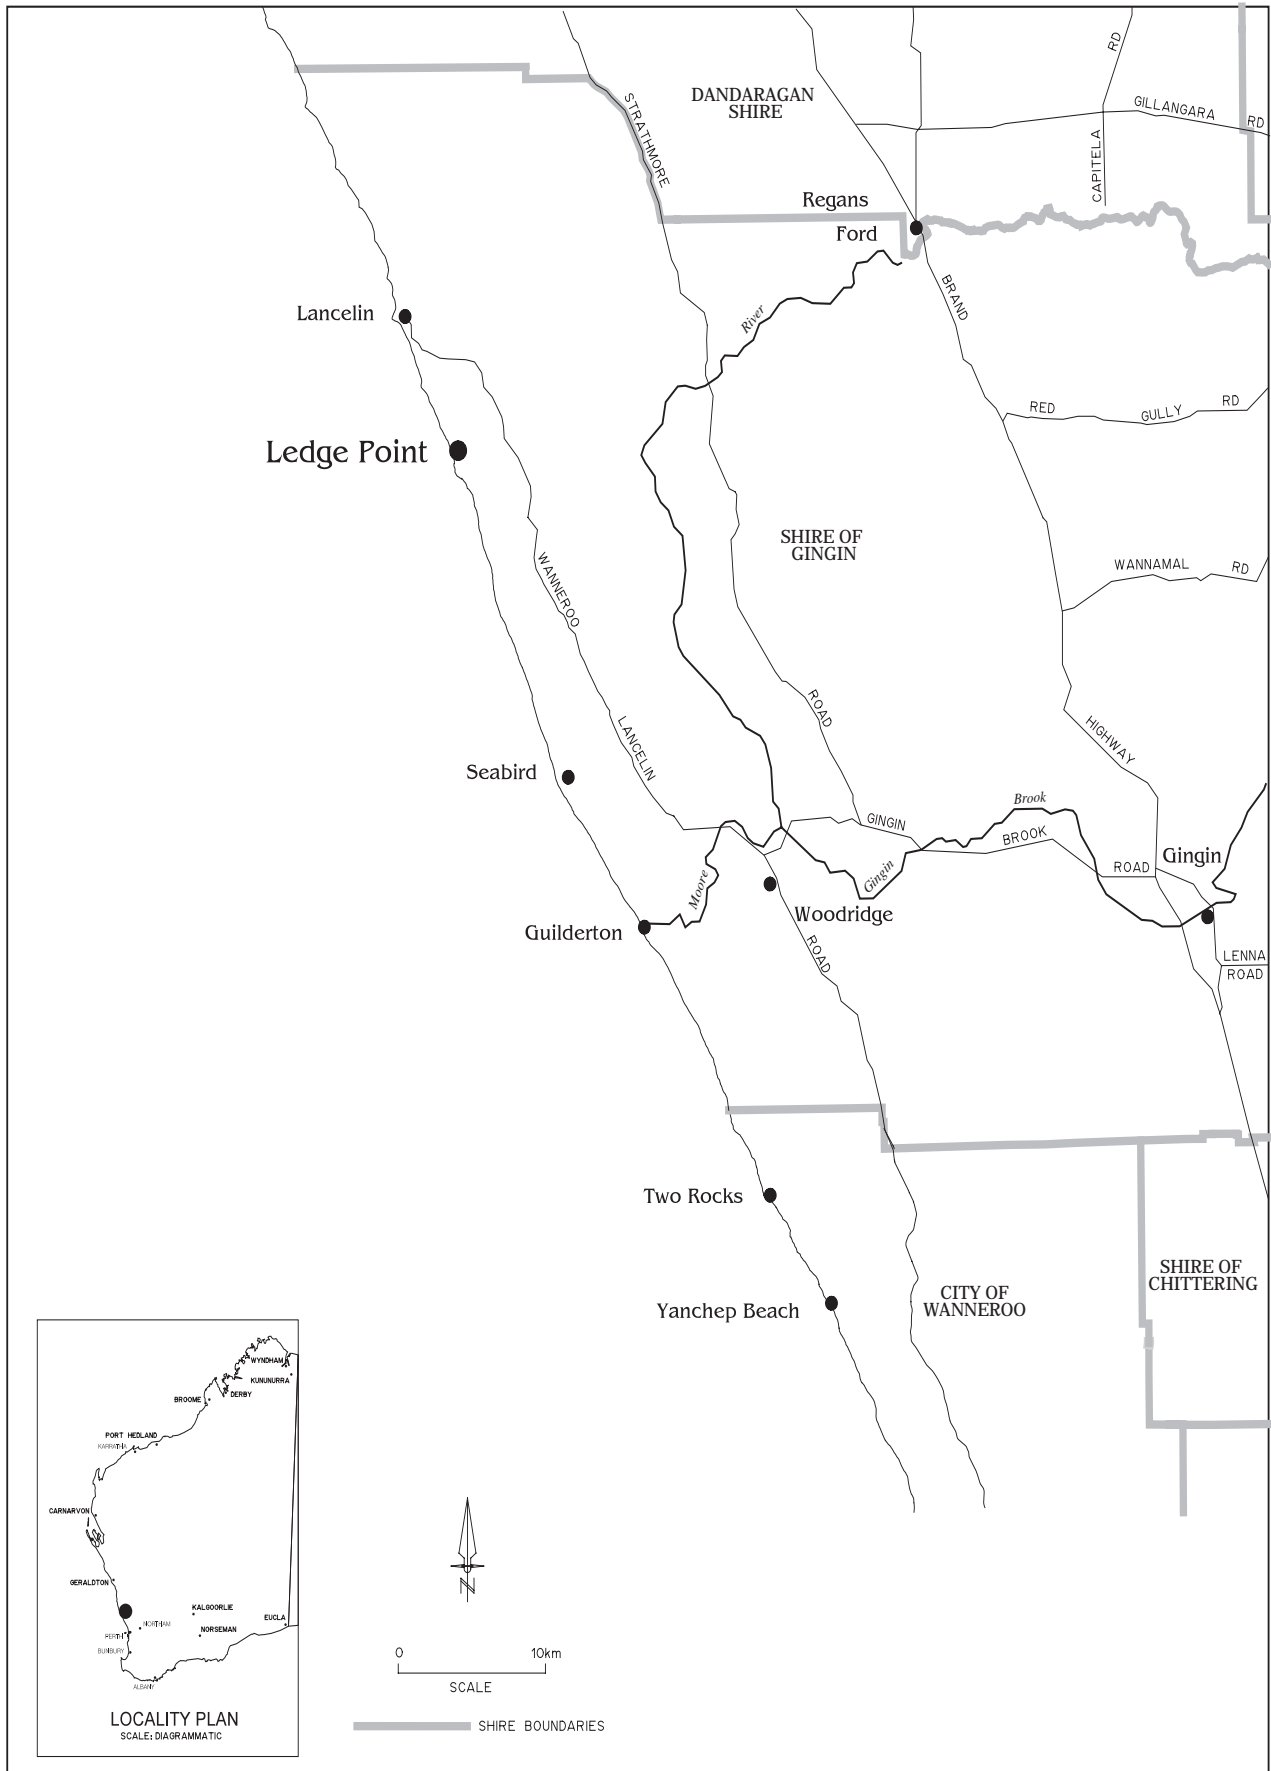 DANDARAGAN
SHIRE
STRATHMORE
RD
GILLANGARA
RD
CAPITELA
Regans
Ford
BRAND
River
Lancelin
RED
GULLY
RD
Ledge Point
SHIRE OF
GINGIN
WANNEROO
WANNAMAL
RD
ROAD
LANCELIN
HIGHWAY
Seabird
Brook
GINGIN
BROOK
ROAD
Gingin
Moore
Gingin
Woodridge
Guilderton
ROAD
LENNA
ROAD
Two Rocks
Yanchep Beach
CITY OF
WANNEROO
SHIRE OF
CHITTERING
WYNDHAM
KUNUNURRA
DERBY
BROOME
PORT HEDLAND
KARRATHA
CARNARVON
GERALDTON
KALGOORLIE
EUCLA
NORTHAM
NORSEMAN
PERTH
BUNBURY
ALBANY
LOCALITY PLAN
SCALE: DIAGRAMMATIC
N
0 10km
SCALE
SHIRE BOUNDARIES